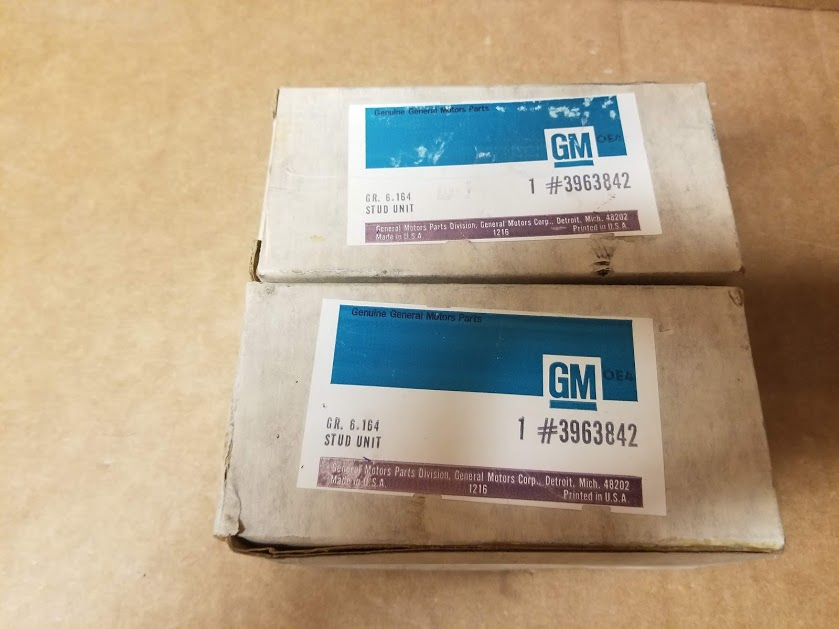 Genuine General Motors Parts
GM OE4
1 #3963842
GR. 6.164
STUD UNIT
General Motors Parts Division, General Motors Corp., Detroit, Mich. 48202
Made in U.S.A. 1216 Printed in U.S.A.
Genuine General Motors Parts
GM OE4
1 #3963842
GR. 6.164
STUD UNIT
General Motors Parts Division, General Motors Corp., Detroit, Mich. 48202
Made in U.S.A. 1216 Printed in U.S.A.